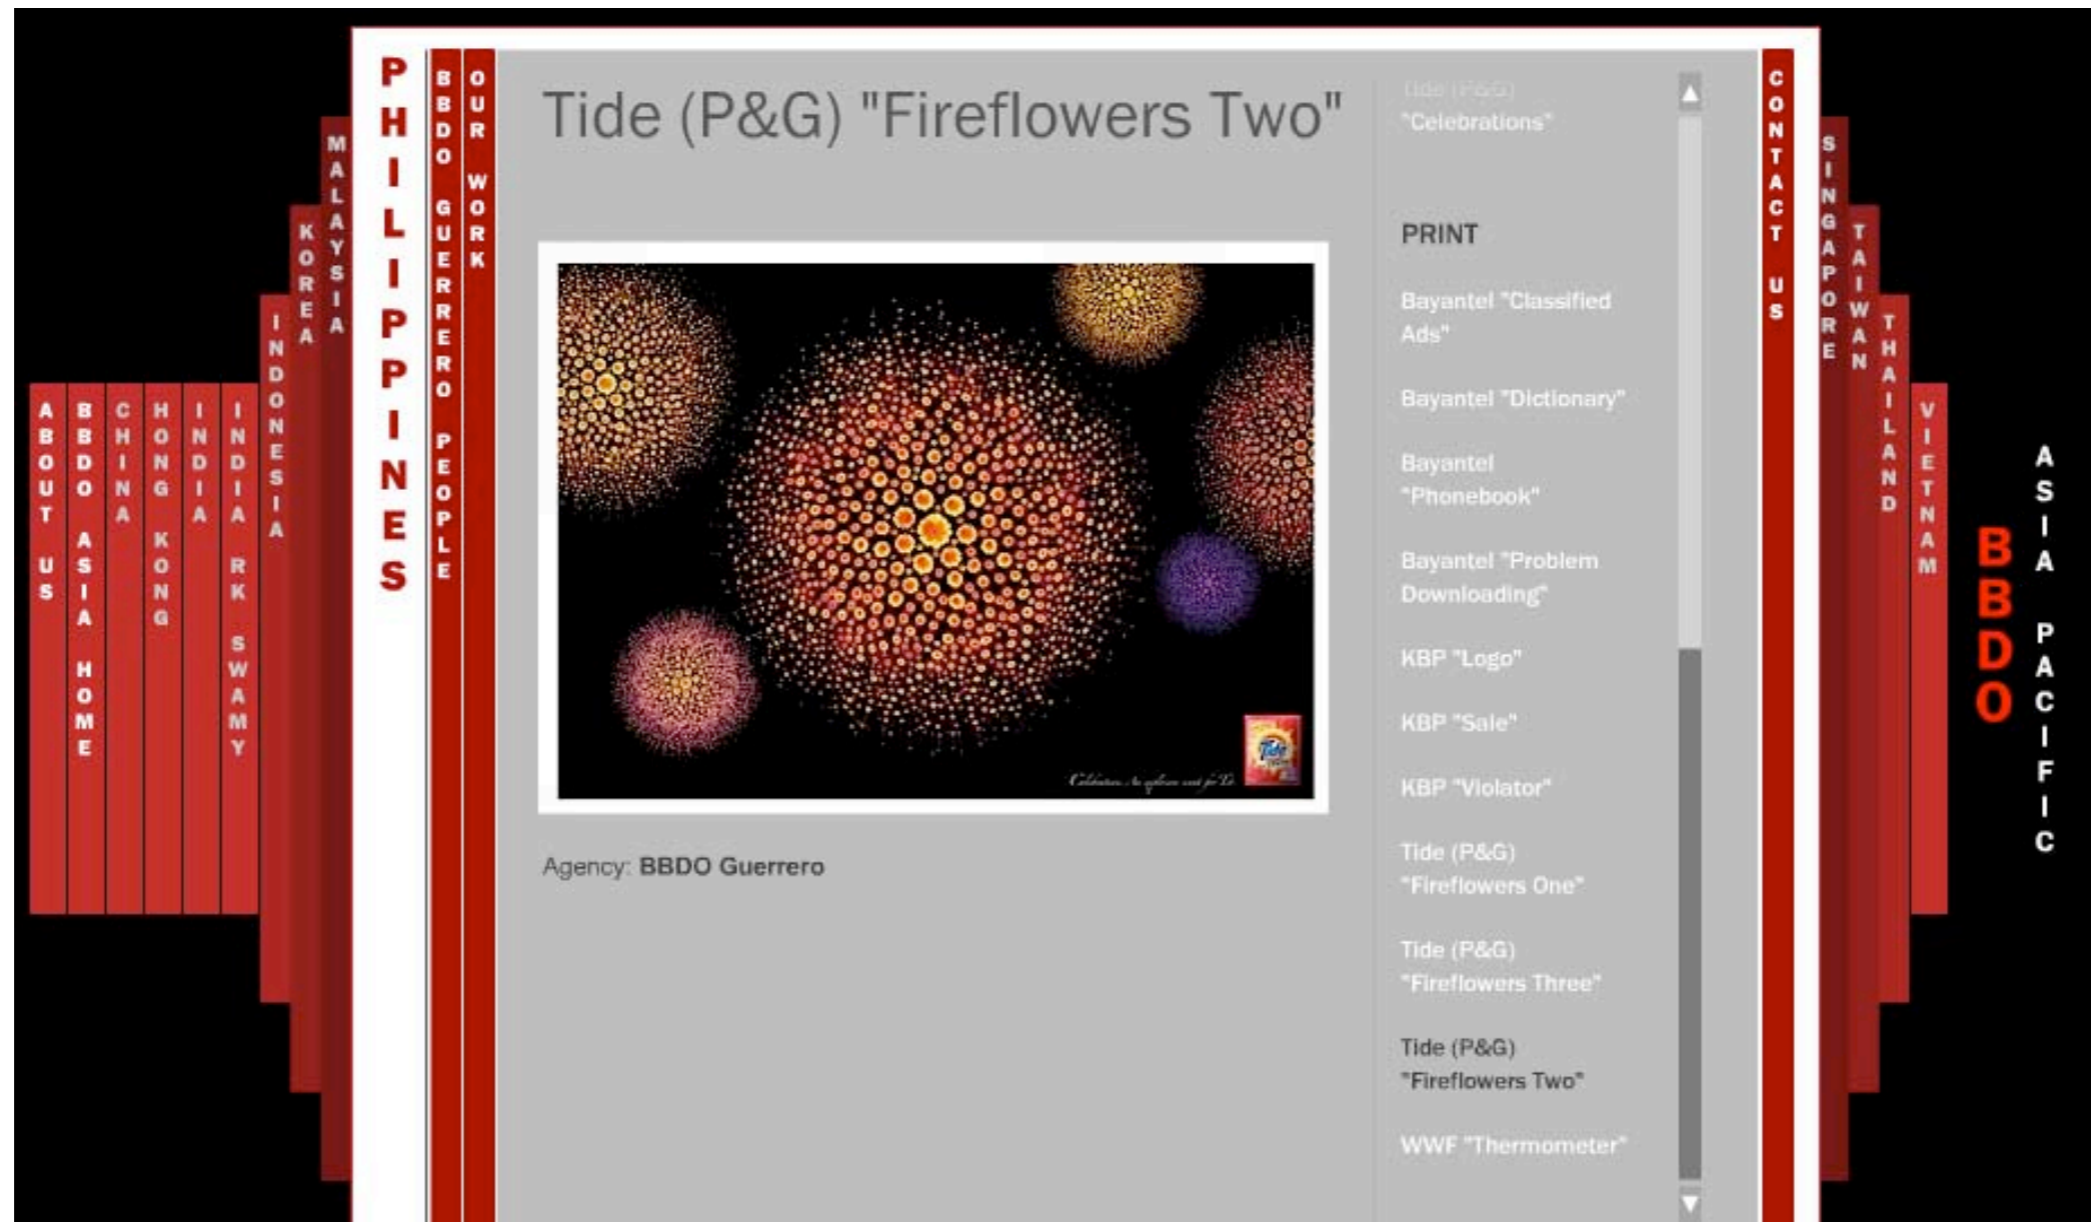 ABOUT US
BBDO ASIA HOME
CHINA
HONG KONG
INDIA
INDIA RK SWAMY
INDONESIA
KOREA
MALAYSIA
PHILIPPINES
BBDO GUERRERO PEOPLE
OUR WORK
Tide (P&G) "Fireflowers Two"
Tide
Agency: BBDO Guerrero
Tide (P&G)
"Celebrations"
PRINT
Bayantel "Classified
Ads"
Bayantel "Dictionary"
Bayantel
"Phonebook"
Bayantel "Problem
Downloading"
KBP "Logo"
KBP "Sale"
KBP "Violator"
Tide (P&G)
"Fireflowers One"
Tide (P&G)
"Fireflowers Three"
Tide (P&G)
"Fireflowers Two"
WWF "Thermometer"
CONTACT US
SINGAPORE
TAIWAN
THAILAND
VIETNAM
BBDO
ASIA PACIFIC